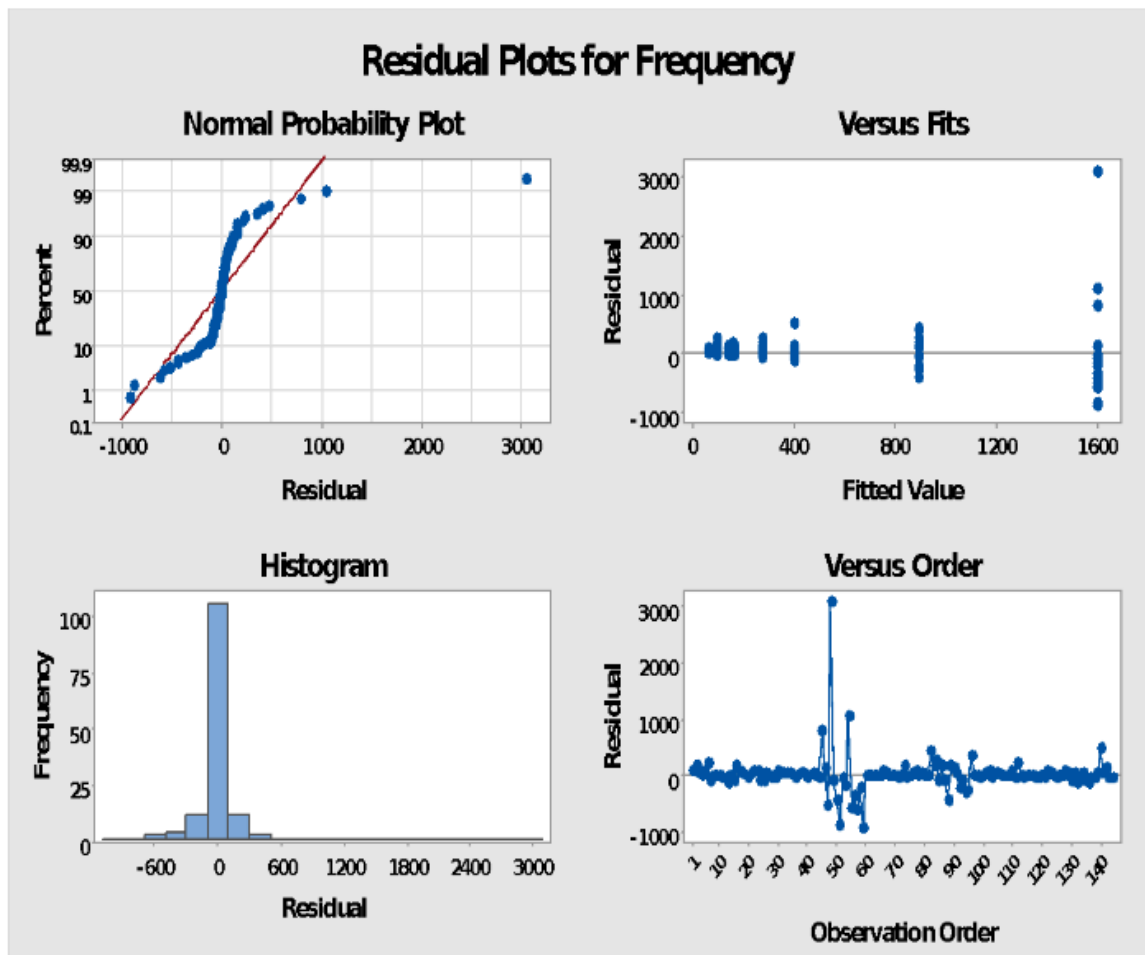 Residual Plots for Frequency
Normal Probability Plot
99.9
99
90
50
10
1
0.1
Percent
-1000 0 1000 2000 3000
Residual
Versus Fits
3000
2000
1000
0
-1000
Residual
0 400 800 1200 1600
Fitted Value
Histogram
100
75
50
25
0
Frequency
-600 0 600 1200 1800 2400 3000
Residual
Versus Order
3000
2000
1000
0
-1000
Residual
1 10 20 30 40 50 60 70 80 90 100 110 120 130 140
Observation Order